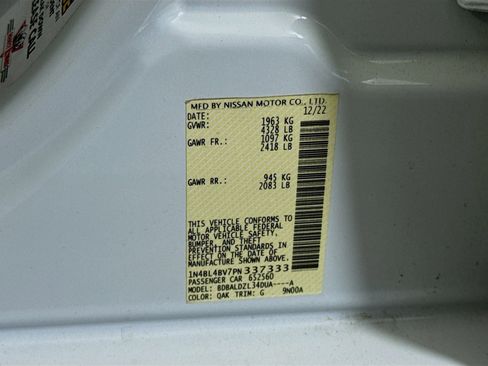 MFD BY NISSAN MOTOR CO., LTD.
DATE: 12/22
GVWR: 1963 KG
4328 LB
GAWR FR.: 1097 KG
2418 LB
GAWR RR.: 945 KG
2083 LB
THIS VEHICLE CONFORMS TO
ALL APPLICABLE FEDERAL
MOTOR VEHICLE SAFETY,
BUMPER, AND THEFT
PREVENTION STANDARDS
IN EFFECT ON THE DATE OF
MANUFACTURE SHOWN ABOVE.
1N4BL4BV7PN337333
PASSENGER CAR 652560
MODEL: BDBALDZL34DUA----A
COLOR: QAK TRIM: G 9N00A